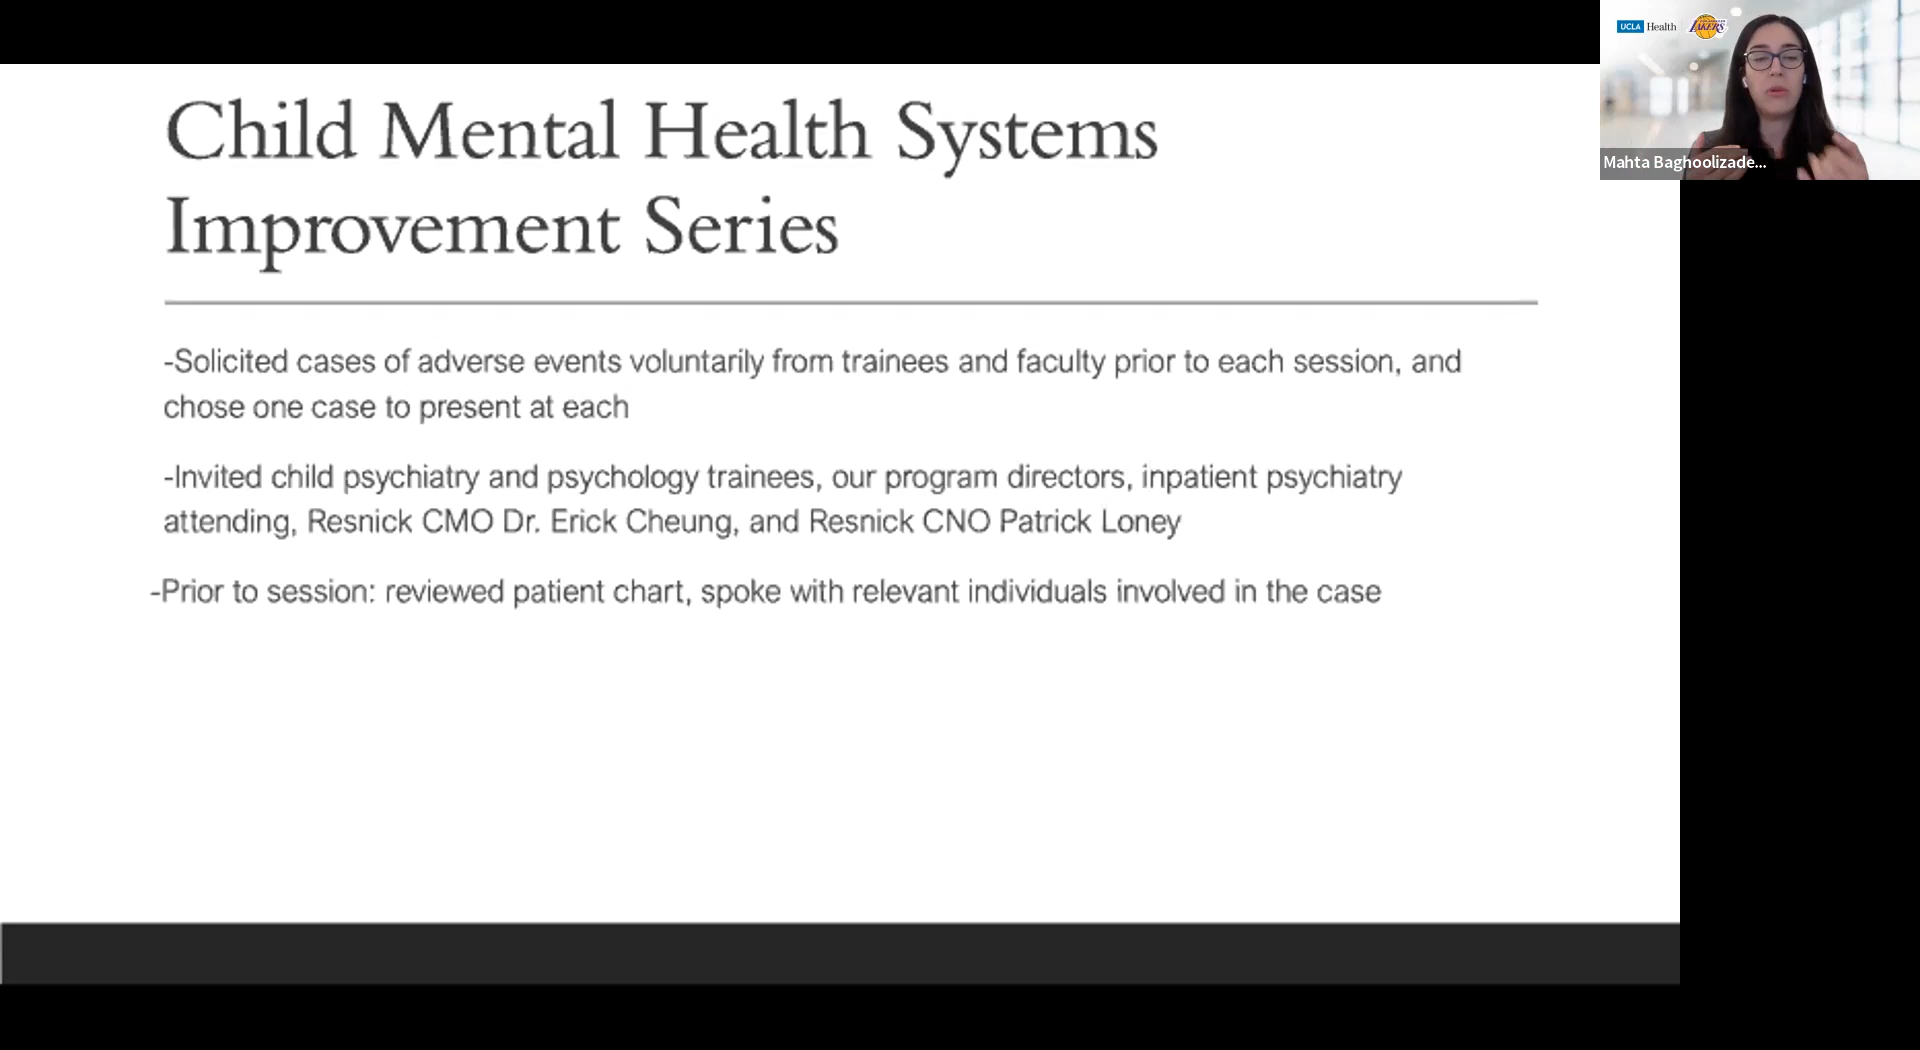 Child Mental Health Systems
Improvement Series
-Solicited cases of adverse events voluntarily from trainees and faculty prior to each session, and
chose one case to present at each
-Invited child psychiatry and psychology trainees, our program directors, inpatient psychiatry
attending, Resnick CMO Dr. Erick Cheung, and Resnick CNO Patrick Loney
-Prior to session: reviewed patient chart, spoke with relevant individuals involved in the case
UCLA Health
LAKERS
Mahta Baghoolizade...